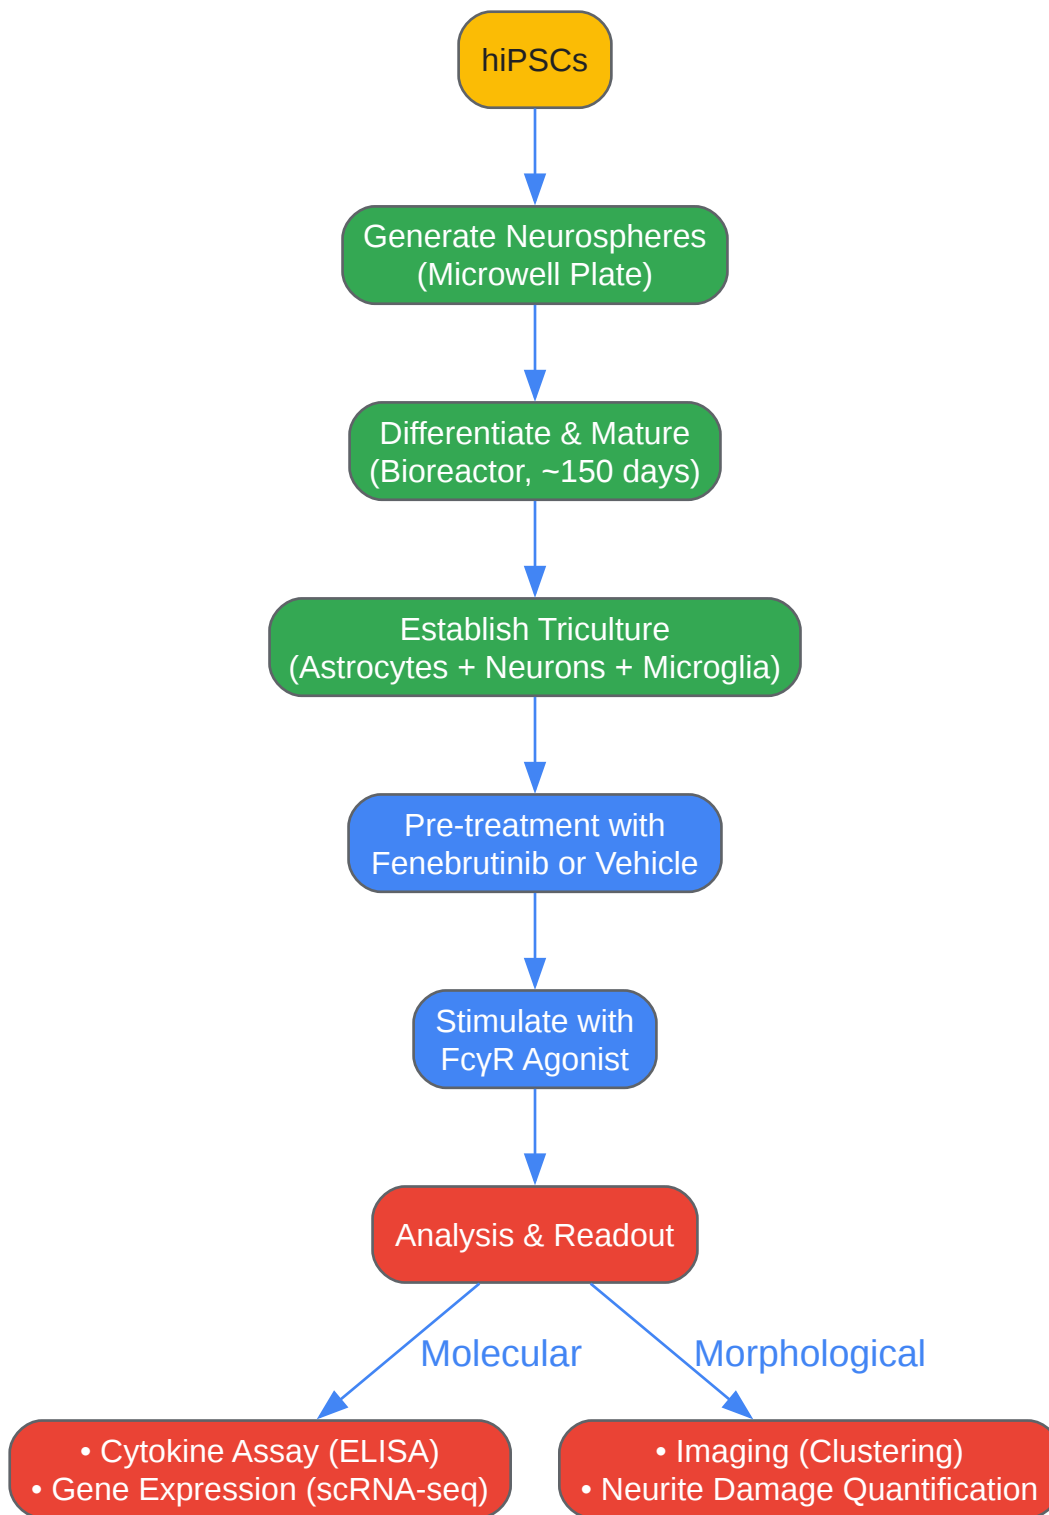 hiPSCs
Generate Neurospheres
(Microwell Plate)
Differentiate & Mature
(Bioreactor, ~150 days)
Establish Triculture
(Astrocytes + Neurons + Microglia)
Pre-treatment with
Fenebrutinib or Vehicle
Stimulate with
FcγR Agonist
Analysis & Readout
Molecular
Morphological
• Cytokine Assay (ELISA)
• Gene Expression (scRNA-seq)
• Imaging (Clustering)
• Neurite Damage Quantification